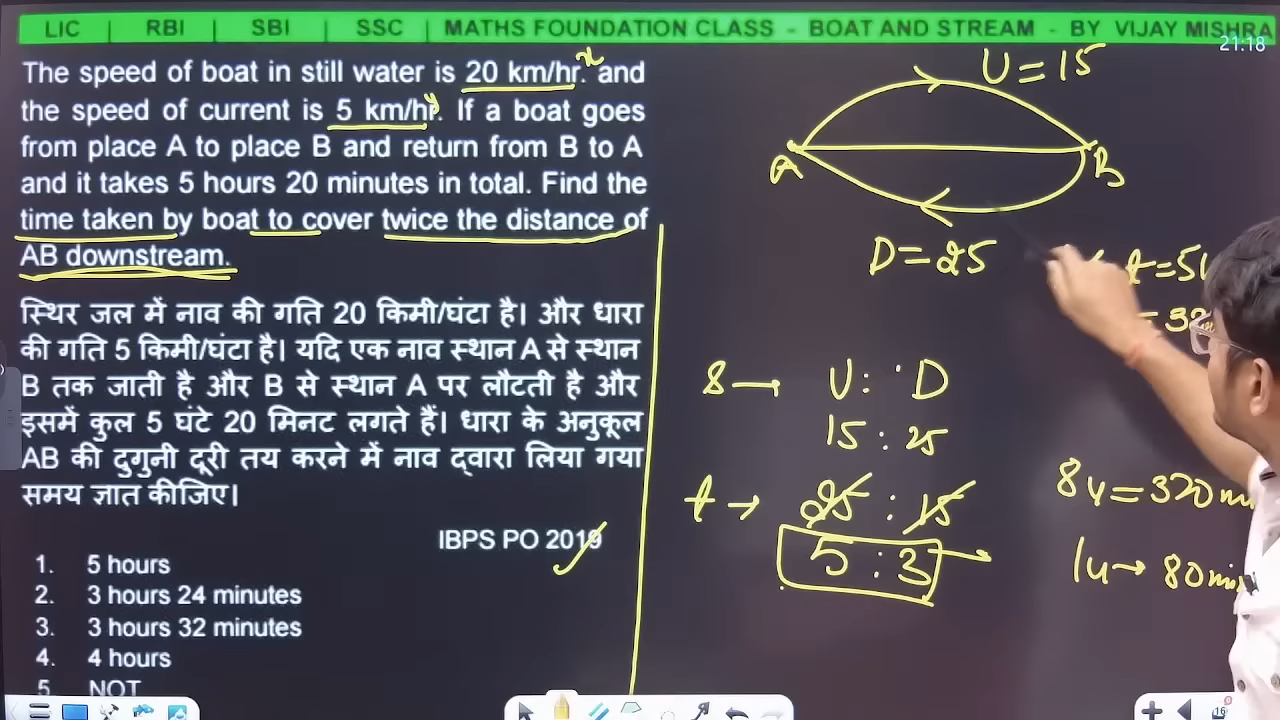 LIC | RBI | SBI | SSC | MATHS FOUNDATION CLASS - BOAT AND STREAM - BY VIJAY MISHRA
21:18
The speed of boat in still water is 20 km/hr. and
x
the speed of current is 5 km/hr. If a boat goes
y
from place A to place B and return from B to A
and it takes 5 hours 20 minutes in total. Find the
time taken by boat to cover twice the distance of
AB downstream.
स्थिर जल में नाव की गति 20 किमी/घंटा है। और धारा
की गति 5 किमी/घंटा है। यदि एक नाव स्थान A से स्थान
B तक जाती है और B से स्थान A पर लौटती है और
इसमें कुल 5 घंटे 20 मिनट लगते हैं। धारा के अनुकूल
AB की दुगुनी दूरी तय करने में नाव द्वारा लिया गया
समय ज्ञात कीजिए।
IBPS PO 2019
1. 5 hours
2. 3 hours 24 minutes
3. 3 hours 32 minutes
4. 4 hours
5 NOT
U = 15
A B
D = 25
t = 5
= 32
8 → U : D
15 : 25
t → 25 : 15
5 : 3
8u = 320 min
1u → 80 min
16